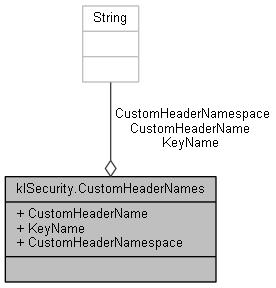 String
CustomHeaderNamespace
CustomHeaderName
KeyName
klSecurity.CustomHeaderNames
+ CustomHeaderName
+ KeyName
+ CustomHeaderNamespace